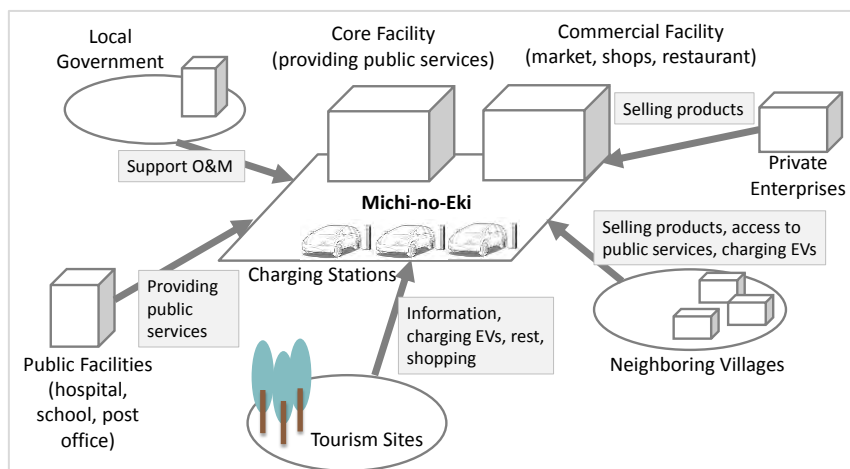 Local
Government
Core Facility
(providing public services)
Commercial Facility
(market, shops, restaurant)
Selling products
Private
Enterprises
Support O&M
Michi-no-Eki
Selling products, access to
public services, charging EVs
Charging Stations
Providing
public
services
Information,
charging EVs, rest,
shopping
Neighboring Villages
Public Facilities
(hospital,
school, post
office)
Tourism Sites